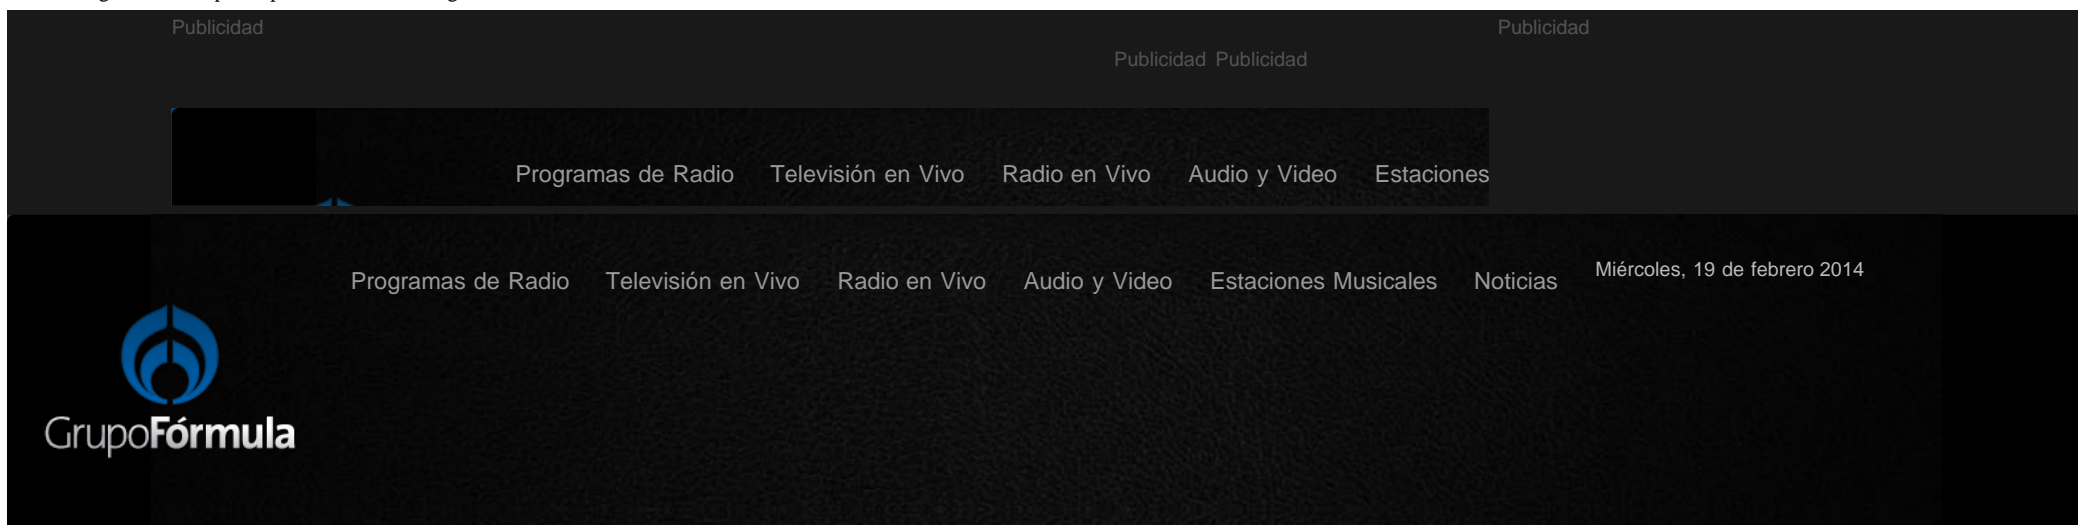 Publicidad Publicidad
Publicidad Publicidad
Programas de Radio Televisión en Vivo Radio en Vivo Audio y Video Estaciones
Programas de Radio Televisión en Vivo Radio en Vivo Audio y Video Estaciones Musicales Noticias Miércoles, 19 de febrero 2014
GrupoFórmula